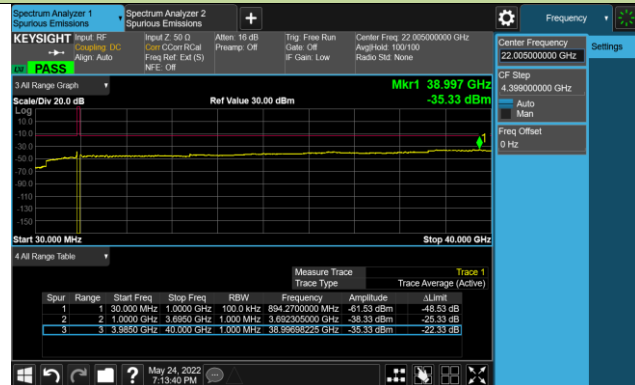 Spectrum Analyzer 1
Spurious Emissions
Spectrum Analyzer 2
Spurious Emissions
+
Frequency
KEYSIGHT
Input: RF
Coupling: DC
Align: Auto
Input Z: 50 Ω
Corr CCorr RCal
Freq Ref: Ext (S)
NFE: Off
Atten: 16 dB
Preamp: Off
Trig: Free Run
Gate: Off
IF Gain: Low
Center Freq: 22.005000000 GHz
Avg|Hold: 100/100
Radio Std: None
PASS
3 All Range Graph
Mkr1 38.997 GHz
Scale/Div 20.0 dB
Ref Value 30.00 dBm
-35.33 dBm
Log
10.0
-10.0
-30.0
-50.0
-70.0
-90.0
-110
-130
-150
1
Start 30.000 MHz
Stop 40.000 GHz
4 All Range Table
Measure Trace Trace 1
Trace Type Trace Average (Active)
Spur Range Start Freq Stop Freq RBW Frequency Amplitude ΔLimit
1 1 30.000 MHz 1.0000 GHz 100.0 kHz 894.2700000 MHz -61.53 dBm -48.53 dB
2 2 1.0000 GHz 3.6950 GHz 1.000 MHz 3.692305000 GHz -38.33 dBm -25.33 dB
3 3 3.9850 GHz 40.000 GHz 1.000 MHz 38.99698225 GHz -35.33 dBm -22.33 dB
Center Frequency
22.005000000 GHz
Settings
CF Step
4.399000000 GHz
Auto
Man
Freq Offset
0 Hz
?
May 24, 2022
7:13:40 PM